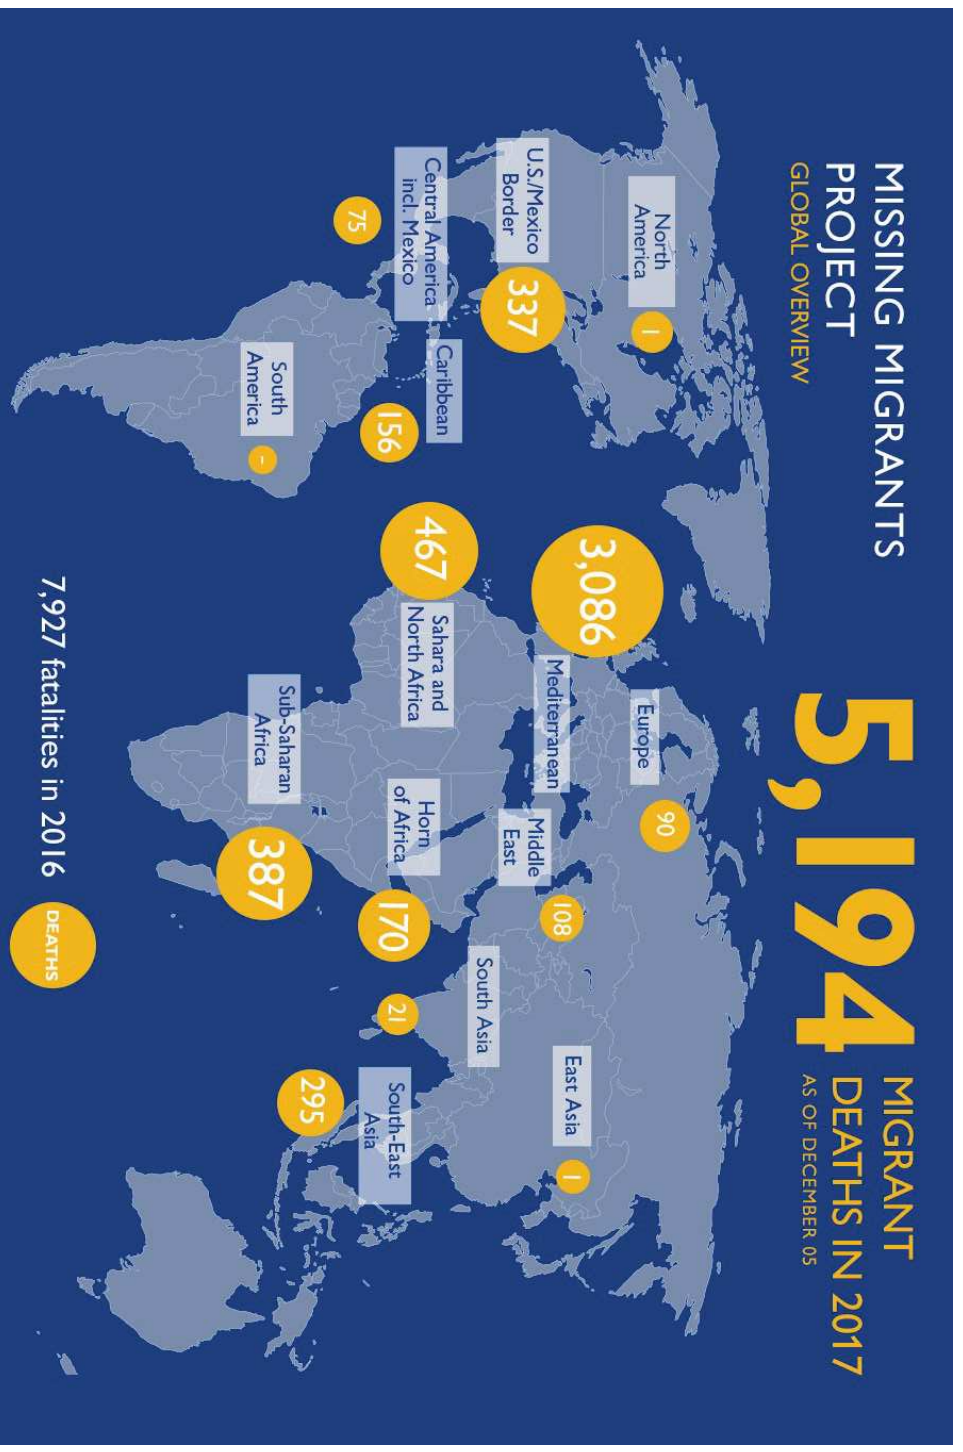 MISSING MIGRANTS
PROJECT
GLOBAL OVERVIEW
5,194
MIGRANT
DEATHS IN 2017
AS OF DECEMBER 05
North
America
1
U.S./Mexico
Border
337
Central America
incl. Mexico
75
Caribbean
156
South
America
-
3,086
Mediterranean
Europe
90
467
Sahara and
North Africa
Middle
East
108
Horn
of Africa
170
Sub-Saharan
Africa
387
South Asia
21
East Asia
1
South-East
Asia
295
7,927 fatalities in 2016
DEATHS